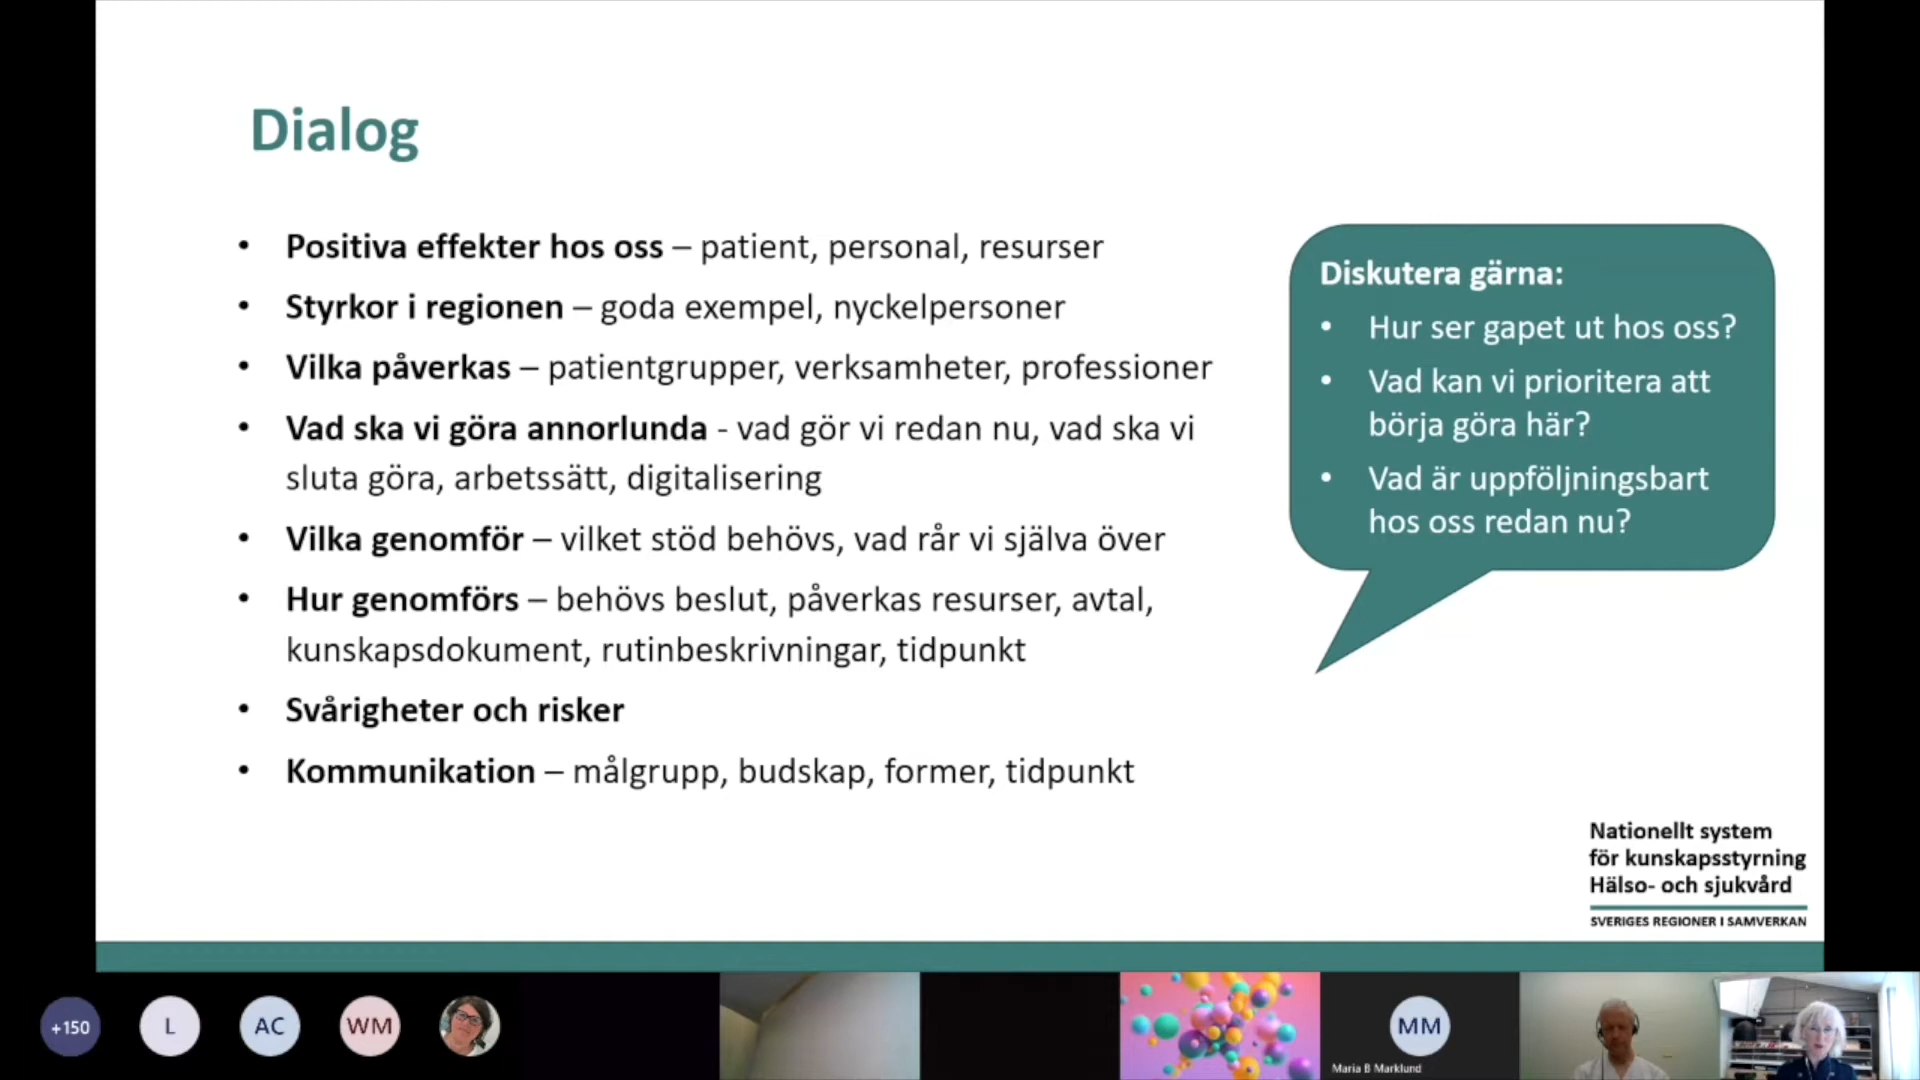 Dialog
• Positiva effekter hos oss – patient, personal, resurser
• Styrkor i regionen – goda exempel, nyckelpersoner
• Vilka påverkas – patientgrupper, verksamheter, professioner
• Vad ska vi göra annorlunda - vad gör vi redan nu, vad ska vi
sluta göra, arbetssätt, digitalisering
• Vilka genomför – vilket stöd behövs, vad rår vi själva över
• Hur genomförs – behövs beslut, påverkas resurser, avtal,
kunskapsdokument, rutinbeskrivningar, tidpunkt
• Svårigheter och risker
• Kommunikation – målgrupp, budskap, former, tidpunkt
Diskutera gärna:
• Hur ser gapet ut hos oss?
• Vad kan vi prioritera att
börja göra här?
• Vad är uppföljningsbart
hos oss redan nu?
Nationellt system
för kunskapsstyrning
Hälso- och sjukvård
SVERIGES REGIONER I SAMVERKAN
+150
L
AC
WM
MM
Maria B Marklund